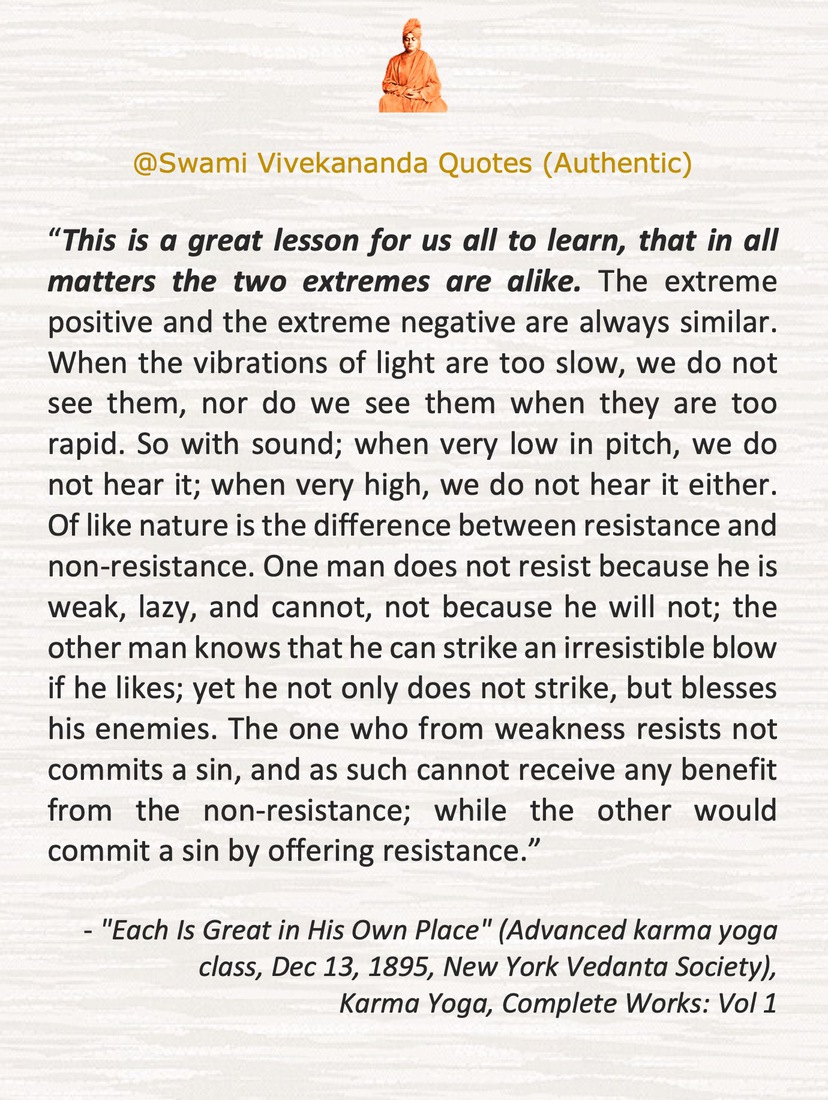 @Swami Vivekananda Quotes (Authentic)
“This is a great lesson for us all to learn, that in all
matters the two extremes are alike. The extreme
positive and the extreme negative are always similar.
When the vibrations of light are too slow, we do not
see them, nor do we see them when they are too
rapid. So with sound; when very low in pitch, we do
not hear it; when very high, we do not hear it either.
Of like nature is the difference between resistance and
non-resistance. One man does not resist because he is
weak, lazy, and cannot, not because he will not; the
other man knows that he can strike an irresistible blow
if he likes; yet he not only does not strike, but blesses
his enemies. The one who from weakness resists not
commits a sin, and as such cannot receive any benefit
from the non-resistance; while the other would
commit a sin by offering resistance.”
- "Each Is Great in His Own Place" (Advanced karma yoga
class, Dec 13, 1895, New York Vedanta Society),
Karma Yoga, Complete Works: Vol 1